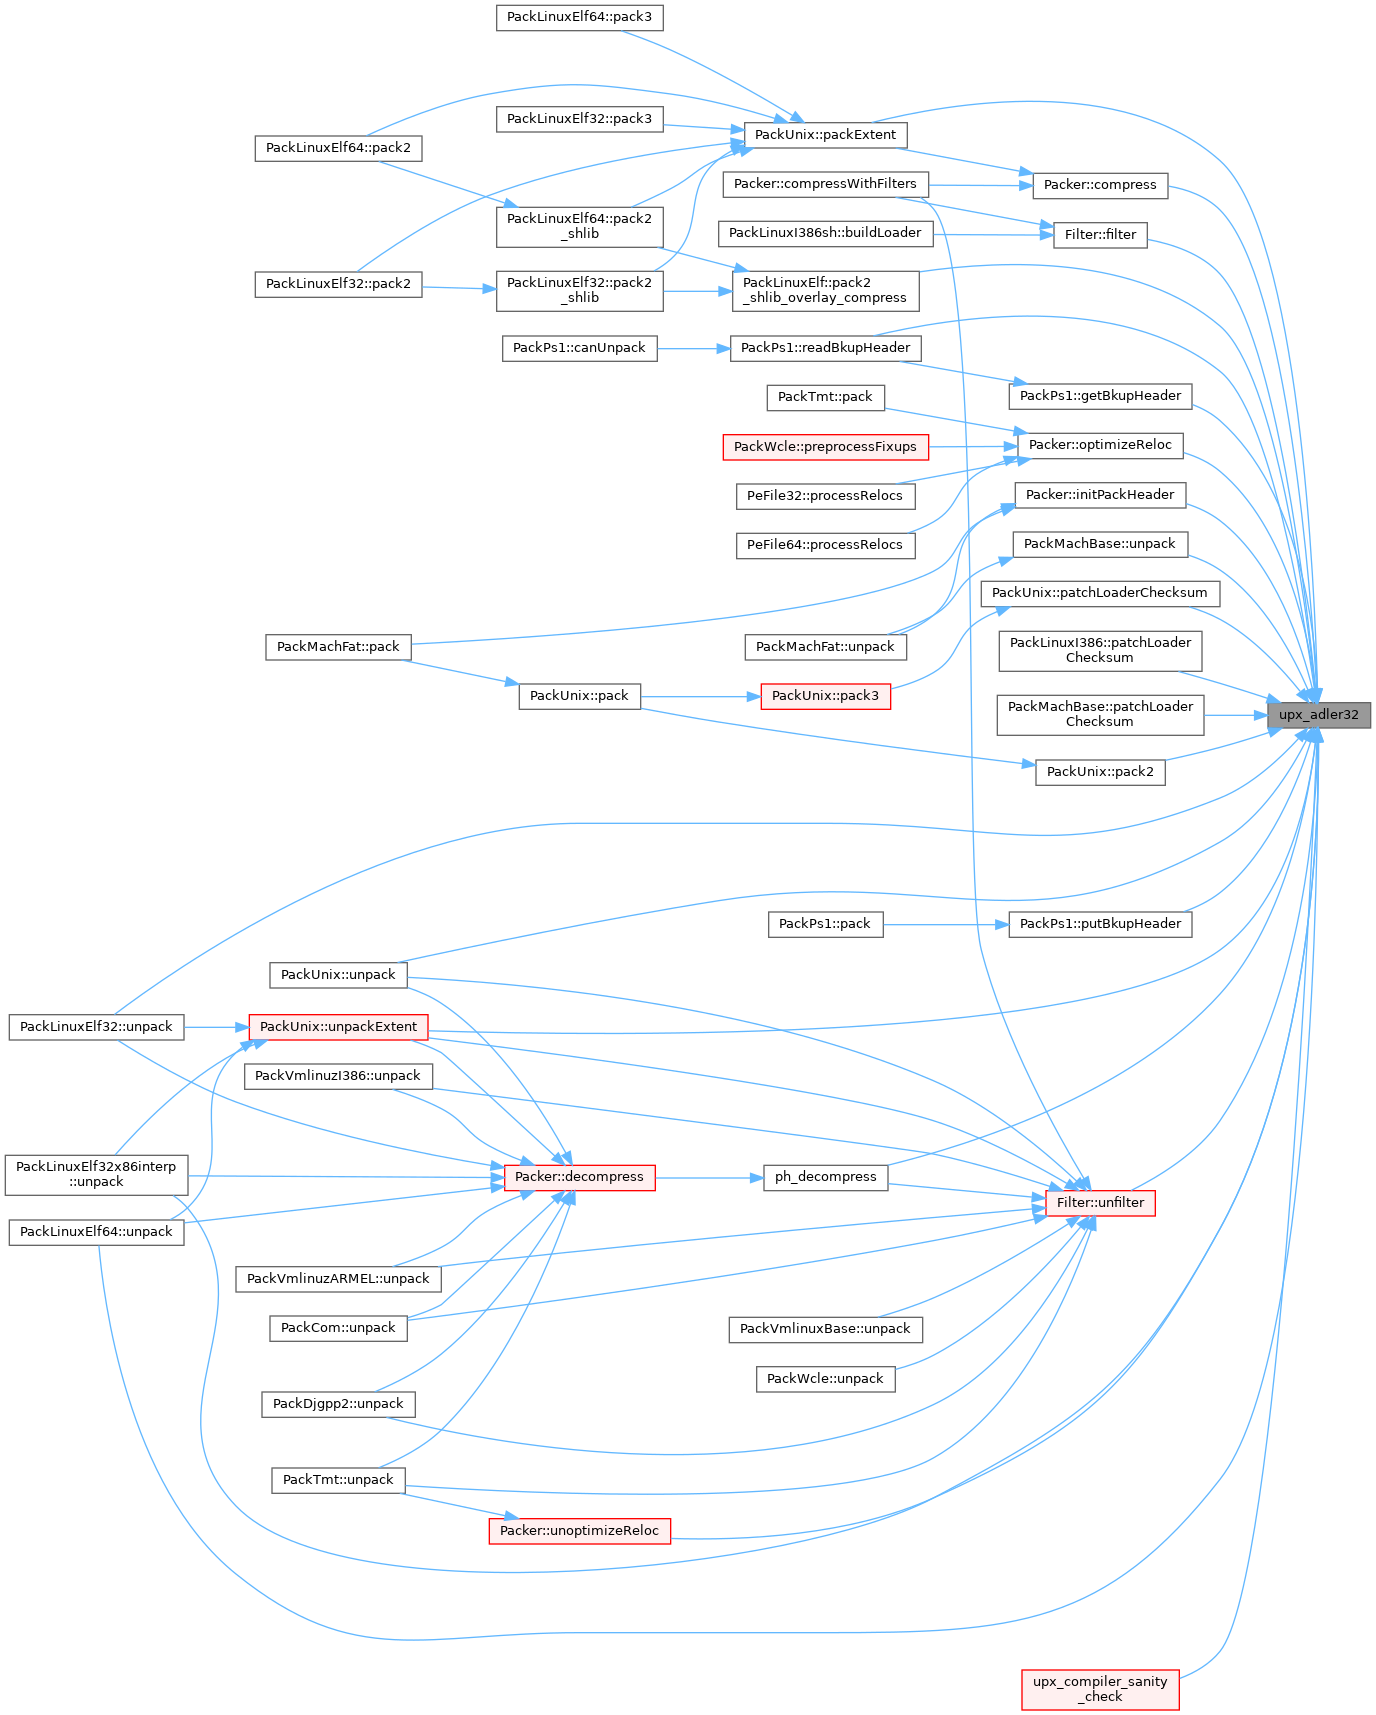 PackLinuxElf64::pack3
PackLinuxElf32::pack3
PackUnix::packExtent
PackLinuxElf64::pack2
Packer::compressWithFilters
Packer::compress
PackLinuxElf64::pack2
_shlib
PackLinuxI386sh::buildLoader
Filter::filter
PackLinuxElf32::pack2
PackLinuxElf32::pack2
_shlib
PackLinuxElf::pack2
_shlib_overlay_compress
PackPs1::canUnpack
PackPs1::readBkupHeader
PackTmt::pack
PackPs1::getBkupHeader
PackWcle::preprocessFixups
Packer::optimizeReloc
PeFile32::processRelocs
Packer::initPackHeader
PeFile64::processRelocs
PackMachBase::unpack
PackUnix::patchLoaderChecksum
PackMachFat::pack
PackMachFat::unpack
PackLinuxI386::patchLoader
Checksum
PackUnix::pack
PackUnix::pack3
PackMachBase::patchLoader
Checksum
upx_adler32
PackUnix::pack2
PackPs1::pack
PackPs1::putBkupHeader
PackUnix::unpack
PackLinuxElf32::unpack
PackUnix::unpackExtent
PackVmlinuzI386::unpack
PackLinuxElf32x86interp
::unpack
Packer::decompress
ph_decompress
Filter::unfilter
PackLinuxElf64::unpack
PackVmlinuzARMEL::unpack
PackCom::unpack
PackVmlinuxBase::unpack
PackWcle::unpack
PackDjgpp2::unpack
PackTmt::unpack
Packer::unoptimizeReloc
upx_compiler_sanity
_check